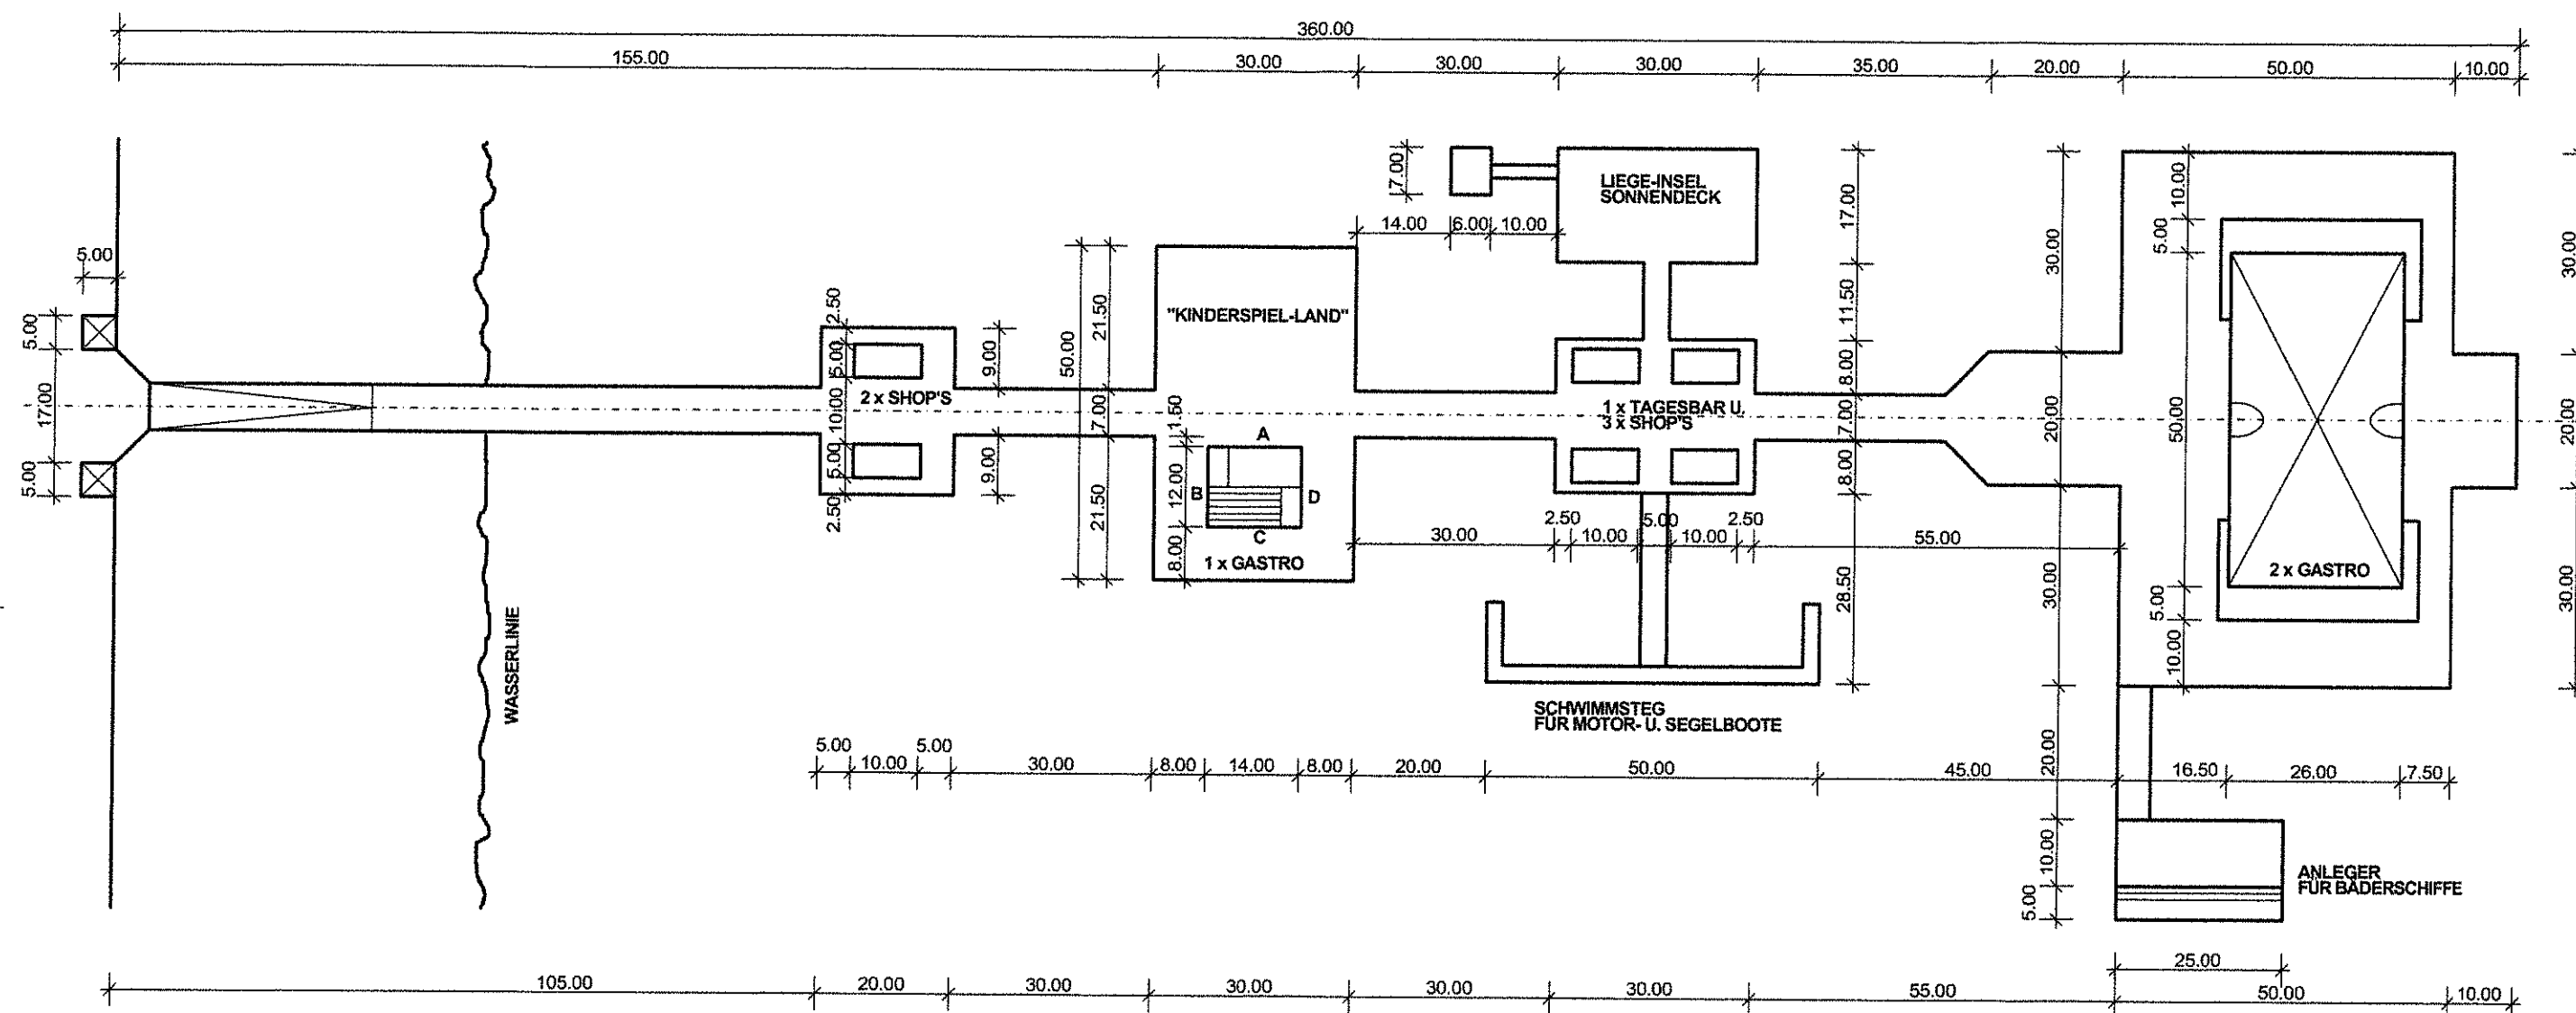 360.00
155.00 30.00 30.00 30.00 35.00 20.00 50.00 10.00
7.00
LIEGE-INSEL
SONNENDECK
17.00
30.00
10.00
5.00
30.00
14.00 6.00 10.00
5.00
5.00
17.00
5.00
2.50
5.00
10.00
5.00
2.50
2 x SHOP'S
9.00
9.00
50.00
21.50
7.00
21.50
"KINDERSPIEL-LAND"
1.50
12.00
8.00
A
B
D
C
1 x GASTRO
11.50
8.00
7.00
8.00
28.50
1 x TAGESBAR U.
3 x SHOP'S
20.00
50.00
20.00
30.00 2.50 10.00 5.00 10.00 2.50 55.00
30.00
2 x GASTRO
5.00
10.00
30.00
WASSERLINIE
SCHWIMMSTEG
FÜR MOTOR- U. SEGELBOOTE
5.00 10.00 5.00 30.00 8.00 14.00 8.00 20.00 50.00 45.00 16.50 26.00 7.50
20.00
10.00
5.00
ANLEGER
FÜR BÄDERSCHIFFE
25.00
105.00 20.00 30.00 30.00 30.00 30.00 55.00 50.00 10.00